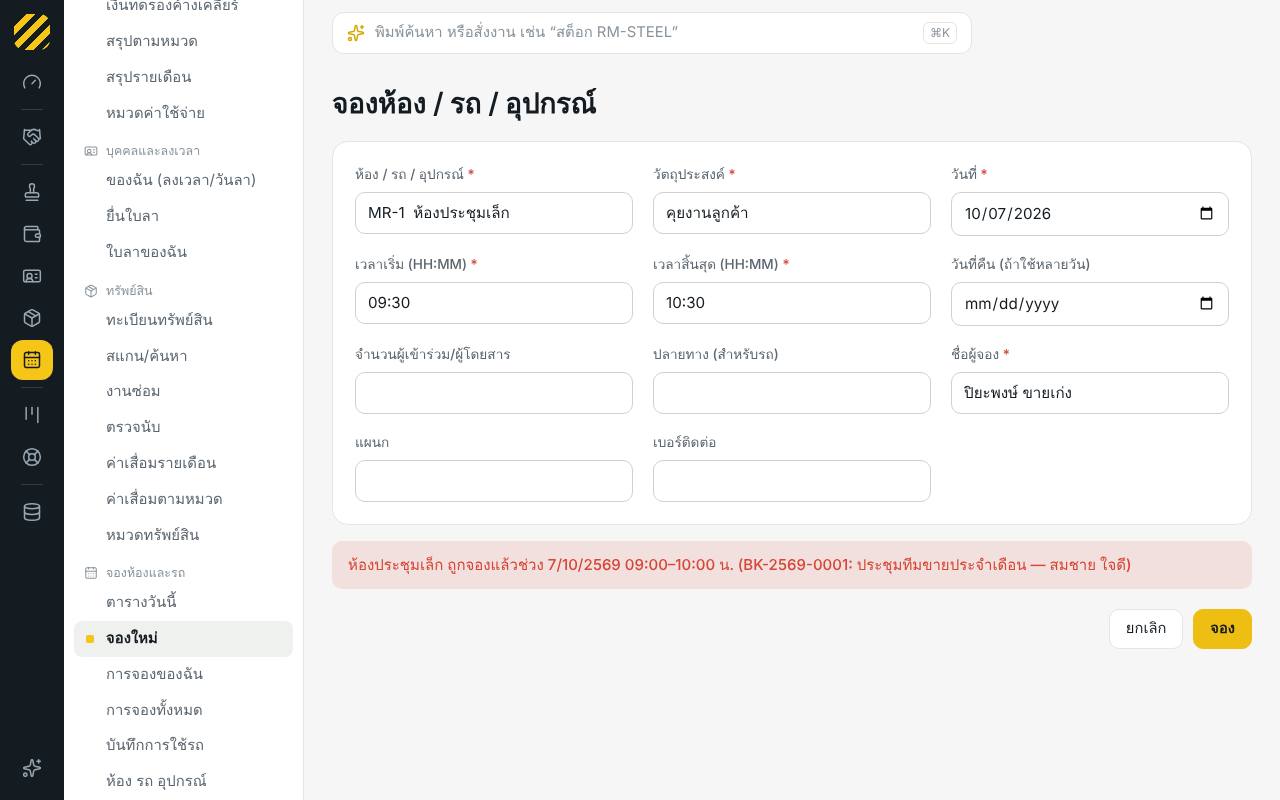 เงินทดรองค้างเคลียร์
สรุปตามหมวด
สรุปรายเดือน
หมวดค่าใช้จ่าย
บุคคลและลงเวลา
ของฉัน (ลงเวลา/วันลา)
ยื่นใบลา
ใบลาของฉัน
ทรัพย์สิน
ทะเบียนทรัพย์สิน
สแกน/ค้นหา
งานซ่อม
ตรวจนับ
ค่าเสื่อมรายเดือน
ค่าเสื่อมตามหมวด
หมวดทรัพย์สิน
จองห้องและรถ
ตารางวันนี้
จองใหม่
การจองของฉัน
การจองทั้งหมด
บันทึกการใช้รถ
ห้อง รถ อุปกรณ์
พิมพ์ค้นหา หรือสั่งงาน เช่น “สต็อก RM-STEEL” ⌘K
จองห้อง / รถ / อุปกรณ์
ห้อง / รถ / อุปกรณ์ * วัตถุประสงค์ * วันที่ *
MR-1 ห้องประชุมเล็ก คุยงานลูกค้า 10/07/2026
เวลาเริ่ม (HH:MM) * เวลาสิ้นสุด (HH:MM) * วันที่คืน (ถ้าใช้หลายวัน)
09:30 10:30 mm/dd/yyyy
จำนวนผู้เข้าร่วม/ผู้โดยสาร ปลายทาง (สำหรับรถ) ชื่อผู้จอง *
ปิยะพงษ์ ขายเก่ง
แผนก เบอร์ติดต่อ
ห้องประชุมเล็ก ถูกจองแล้วช่วง 7/10/2569 09:00–10:00 น. (BK-2569-0001: ประชุมทีมขายประจำเดือน — สมชาย ใจดี)
ยกเลิก จอง